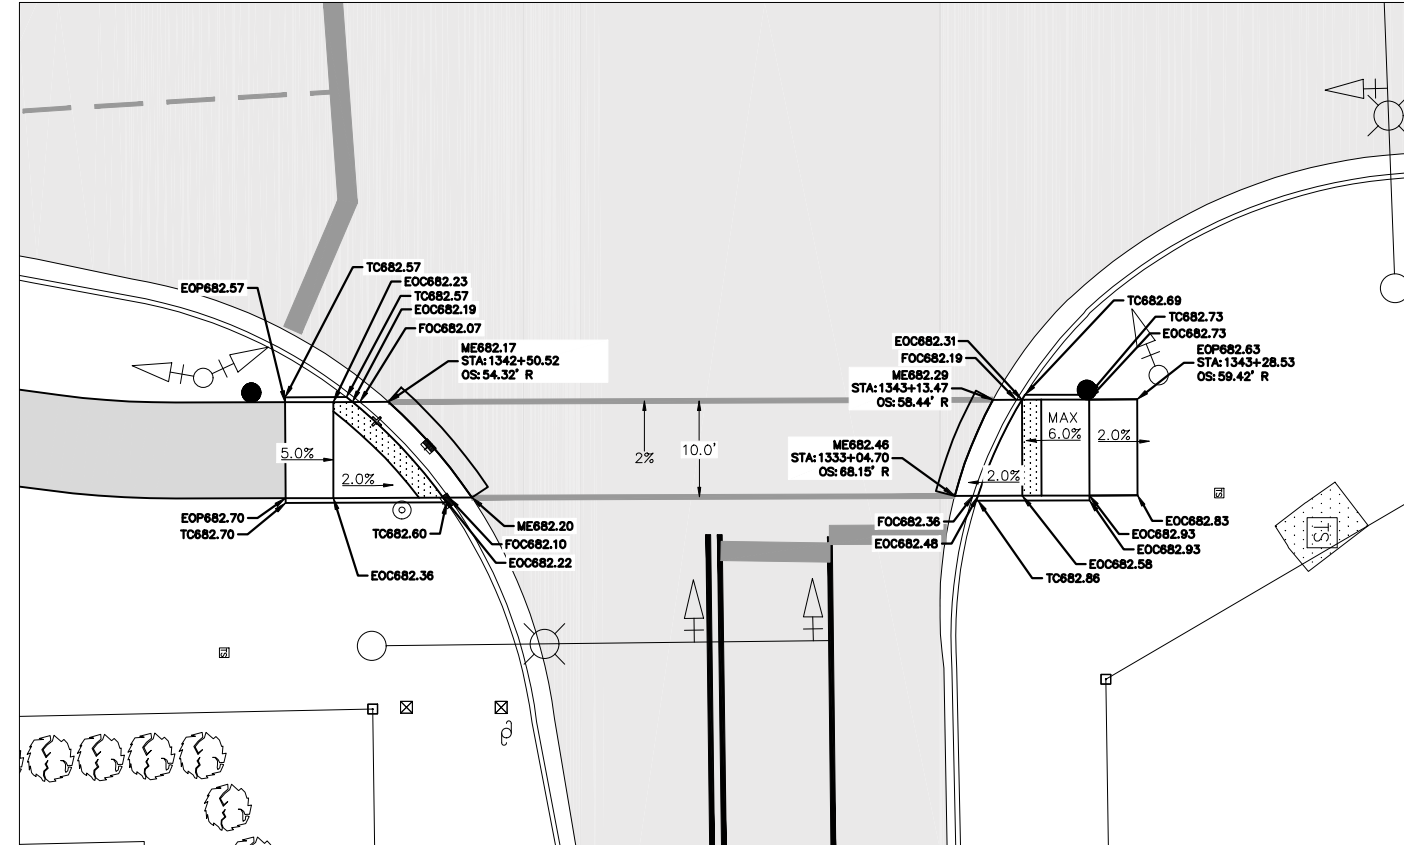 TC682.57
EOC682.23
EOP682.57
TC682.57
EOC682.19
FOC682.07
ME682.17
STA:1342+50.52
OS: 54.32' R
TC682.69
TC682.73
EOC682.73
EOC682.31
FOC682.19
EOP682.63
STA:1343+28.53
OS: 59.42' R
ME682.29
STA:1343+13.47
OS: 58.44' R
MAX
6.0%
2.0%
ME682.46
STA:1333+04.70
OS: 68.15' R
5.0%
2%
10.0'
2.0%
2.0%
EOP682.70
TC682.70
TC682.60
ME682.20
FOC682.10
EOC682.22
EOC682.36
FOC682.36
EOC682.48
EOC682.83
EOC682.93
EOC682.93
EOC682.58
TC682.86
TS